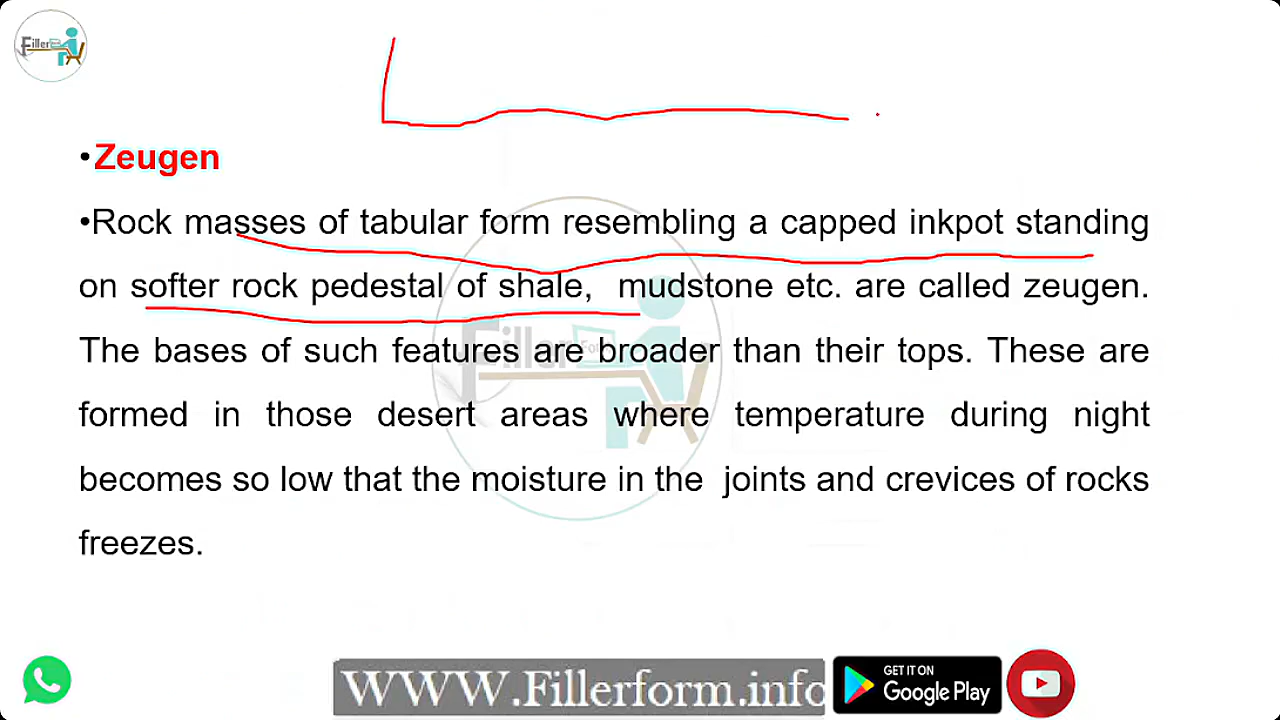 Filler
•Zeugen
•Rock masses of tabular form resembling a capped inkpot standing
on softer rock pedestal of shale, mudstone etc. are called zeugen.
The bases of such features are broader than their tops. These are
formed in those desert areas where temperature during night
becomes so low that the moisture in the joints and crevices of rocks
freezes.
Filler Form
WWW.Fillerform.info
GET IT ON
Google Play